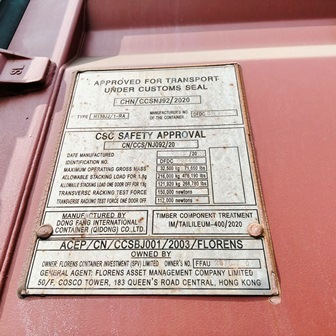 APPROVED FOR TRANSPORT
UNDER CUSTOMS SEAL
CHN/CCSNJ92/2020
TYPE
MANUFACTURER'S NO
OF THE CONTAINER
CSC SAFETY APPROVAL
CN/CCS/NJ092/20
DATE MANUFACTURED
IDENTIFICATION NO.
MAXIMUM OPERATING GROSS MASS
ALLOWABLE STACKING LOAD FOR 1.8g
ALLOWABLE STACKING LOAD ONE DOOR OFF FOR 1.8g
TRANSVERSE RACKING TEST FORCE 150,000 newtons
TRANSVERSE RACKING TEST FORCE ONE DOOR OFF 112,000 newtons
MANUFACTURED BY
DONG FANG INTERNATIONAL
CONTAINER (QIDONG) CO.,LTD
TIMBER COMPONENT TREATMENT
IM/TAILILEUM-400/2020
ACEP/CN/CCSBJ001/2003/FLORENS
OWNED BY
OWNER: FLORENS CONTAINER INVESTMENT (SPV) LIMITED. OWNER'S NO. FFAU
GENERAL AGENT: FLORENS ASSET MANAGEMENT COMPANY LIMITED
50/F, COSCO TOWER, 183 QUEEN'S ROAD CENTRAL, HONG KONG